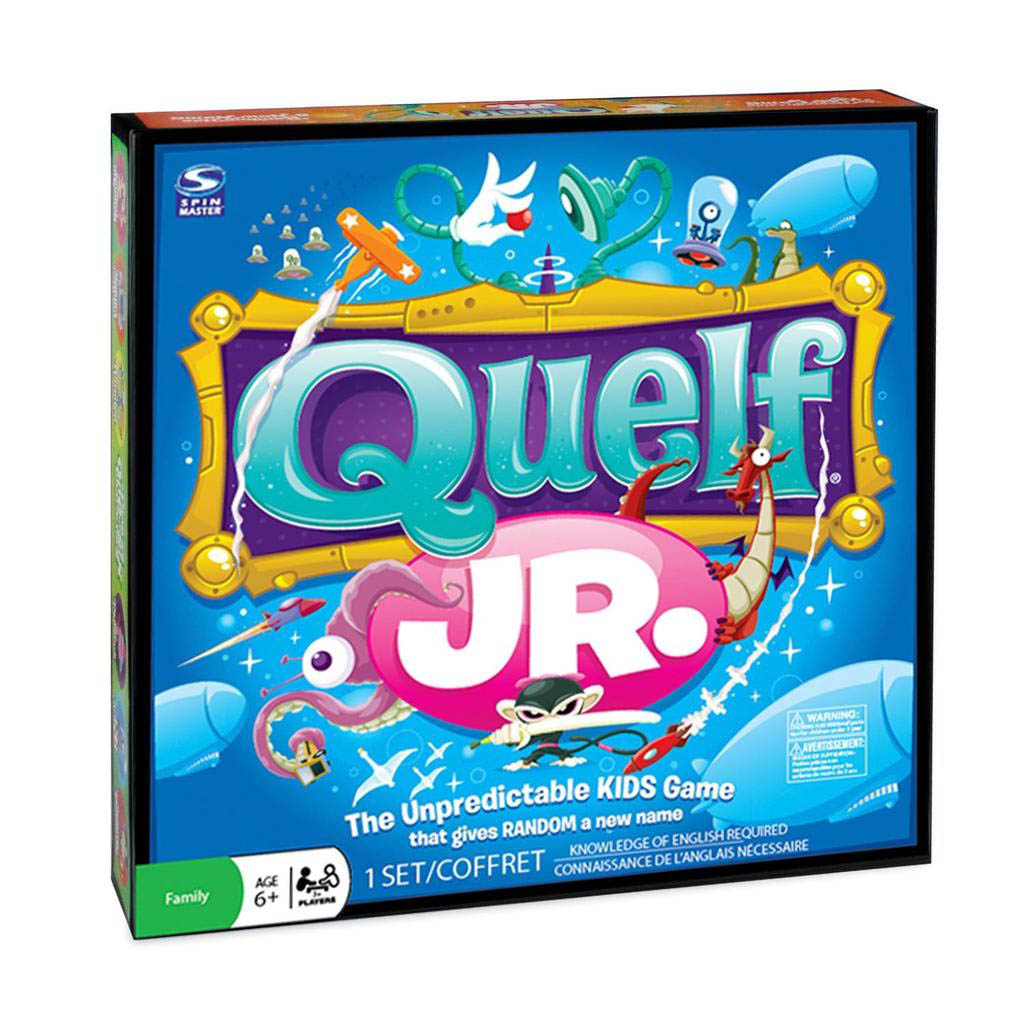 SPIN
MASTER
Quelf®
JR.
WARNING:
AVERTISSEMENT:
The Unpredictable KIDS Game
that gives RANDOM a new name
1 SET/COFFRET
KNOWLEDGE OF ENGLISH REQUIRED
CONNAISSANCE DE L'ANGLAIS NÉCESSAIRE
Family
AGE
6+
3+
PLAYERS